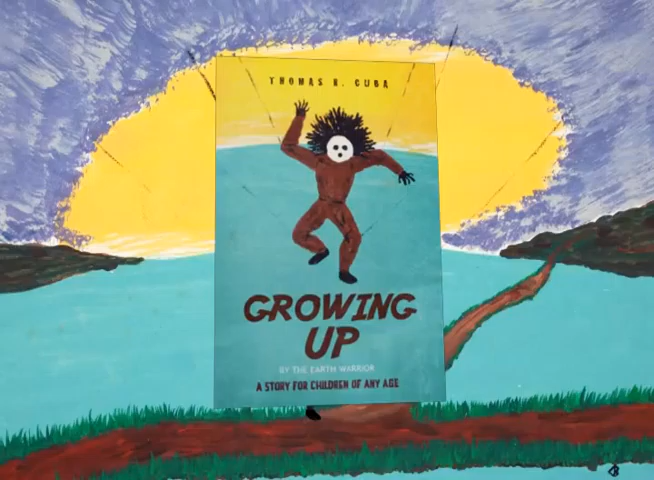 THOMAS R. CUBA
GROWING
UP
BY THE EARTH WARRIOR
A STORY FOR CHILDREN OF ANY AGE